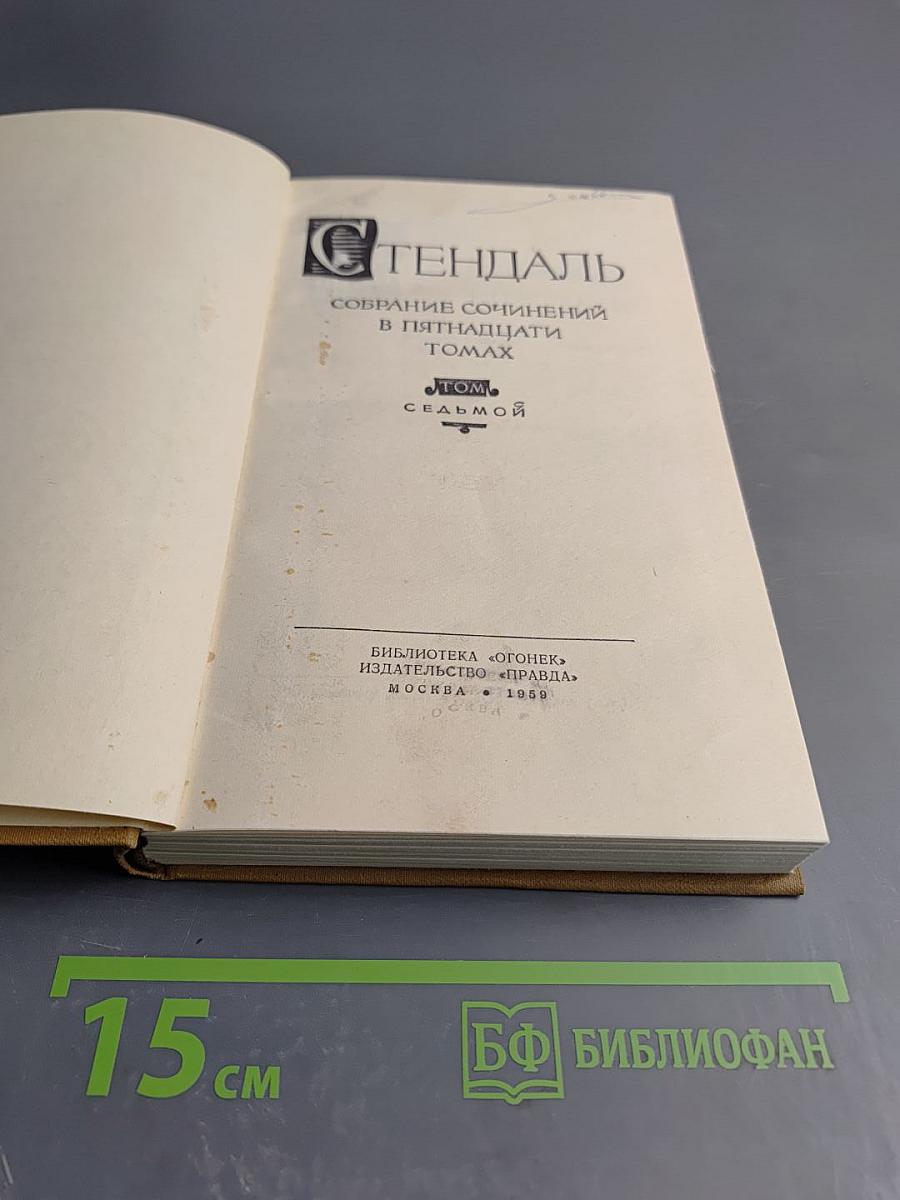 СТЕНДАЛЬ
СОБРАНИЕ СОЧИНЕНИЙ
В ПЯТНАДЦАТИ
ТОМАХ
ТОМ
СЕДЬМОЙ
БИБЛИОТЕКА «ОГОНЕК»
ИЗДАТЕЛЬСТВО «ПРАВДА»
МОСКВА • 1959
15 см
БФ БИБЛИОФАН